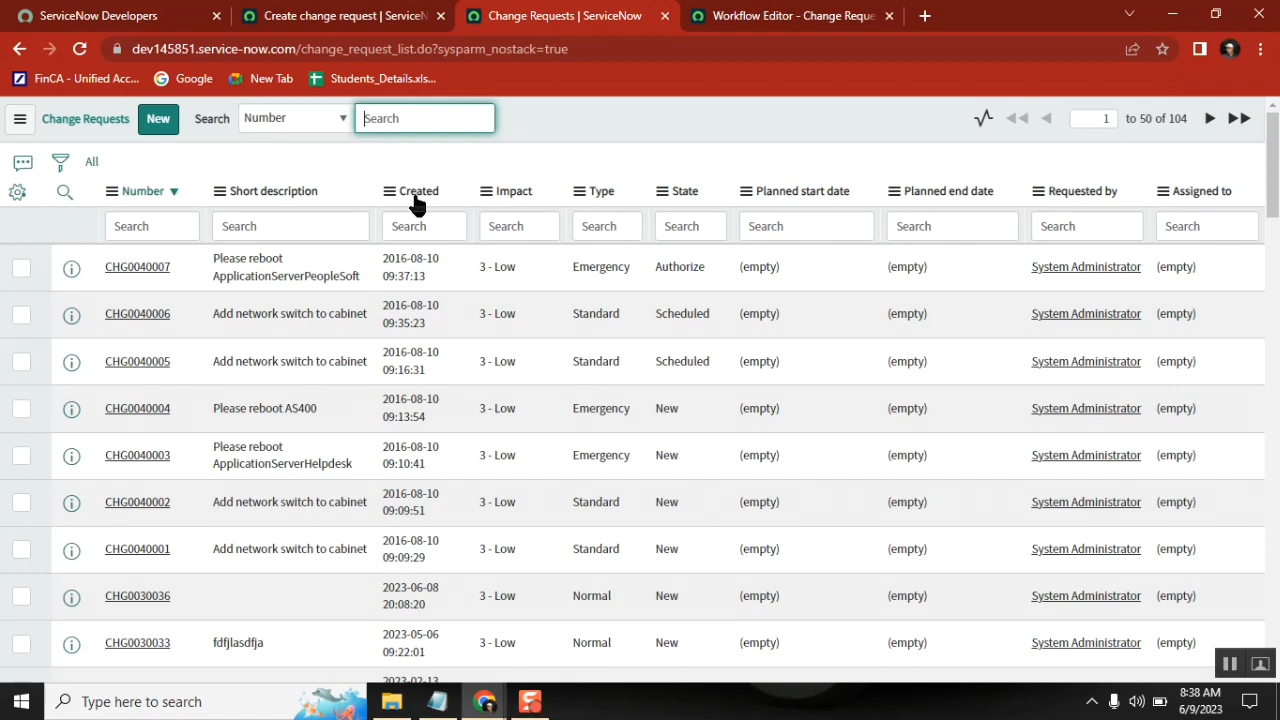 ServiceNow Developers
Create change request | ServiceN
Change Requests | ServiceNow
Workflow Editor - Change Reque
dev145851.service-now.com/change_request_list.do?sysparm_nostack=true
FinCA - Unified Acc... Google New Tab Students_Details.xls...
Change Requests New Search Number Search 1 to 50 of 104
All
Number Short description Created Impact Type State Planned start date Planned end date Requested by Assigned to
Search Search Search Search Search Search Search Search Search Search
CHG0040007 Please reboot ApplicationServerPeopleSoft 2016-08-10 09:37:13 3 - Low Emergency Authorize (empty) (empty) System Administrator (empty)
CHG0040006 Add network switch to cabinet 2016-08-10 09:35:23 3 - Low Standard Scheduled (empty) (empty) System Administrator (empty)
CHG0040005 Add network switch to cabinet 2016-08-10 09:16:31 3 - Low Standard Scheduled (empty) (empty) System Administrator (empty)
CHG0040004 Please reboot AS400 2016-08-10 09:13:54 3 - Low Emergency New (empty) (empty) System Administrator (empty)
CHG0040003 Please reboot ApplicationServerHelpdesk 2016-08-10 09:10:41 3 - Low Emergency New (empty) (empty) System Administrator (empty)
CHG0040002 Add network switch to cabinet 2016-08-10 09:09:51 3 - Low Standard New (empty) (empty) System Administrator (empty)
CHG0040001 Add network switch to cabinet 2016-08-10 09:09:29 3 - Low Standard New (empty) (empty) System Administrator (empty)
CHG0030036 2023-06-08 20:08:20 3 - Low Normal New (empty) (empty) System Administrator (empty)
CHG0030033 fdfjlasdfja 2023-05-06 09:22:01 3 - Low Normal New (empty) (empty) System Administrator (empty)
2023-02-13
Type here to search
8:38 AM
6/9/2023